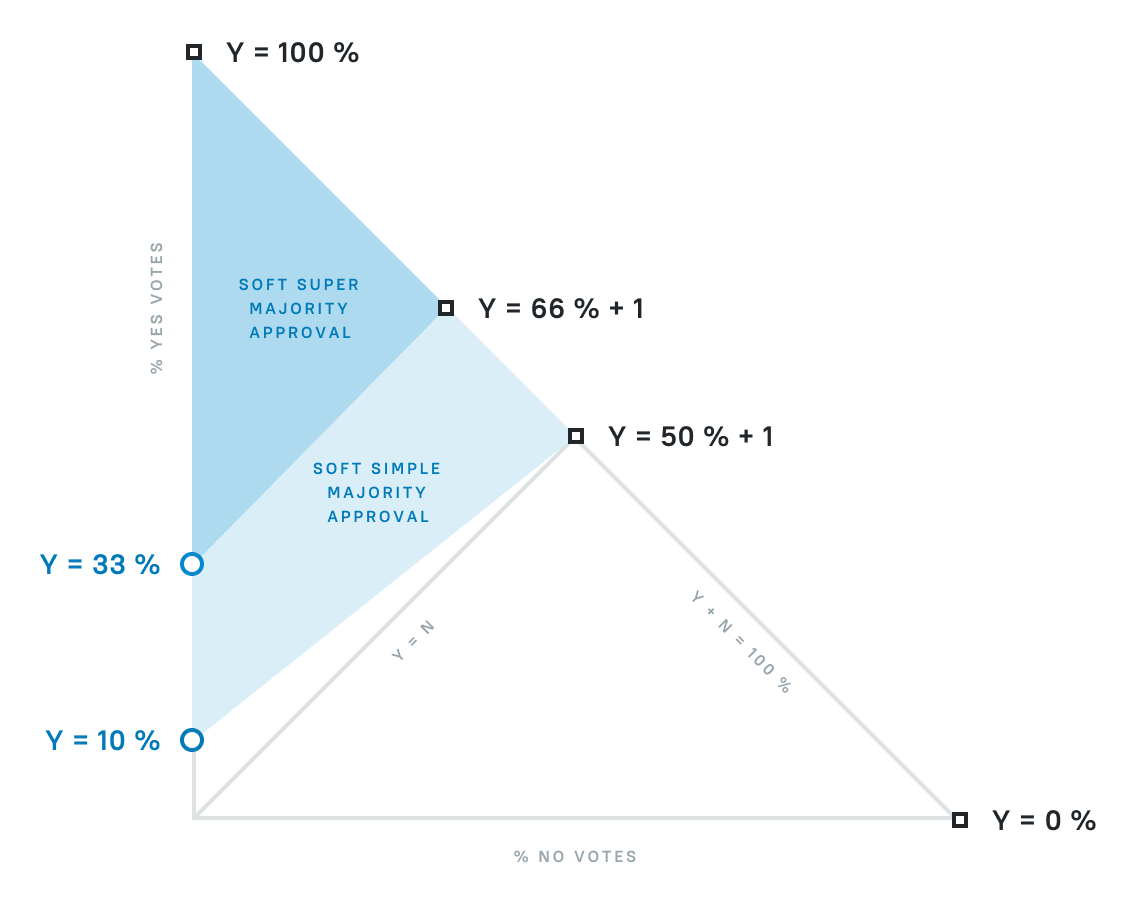 Y = 100 %
% YES VOTES
SOFT SUPER
MAJORITY
APPROVAL
Y = 66 % + 1
Y = 50 % + 1
SOFT SIMPLE
MAJORITY
APPROVAL
Y = 33 %
Y = N
Y + N = 100 %
Y = 10 %
Y = 0 %
% NO VOTES